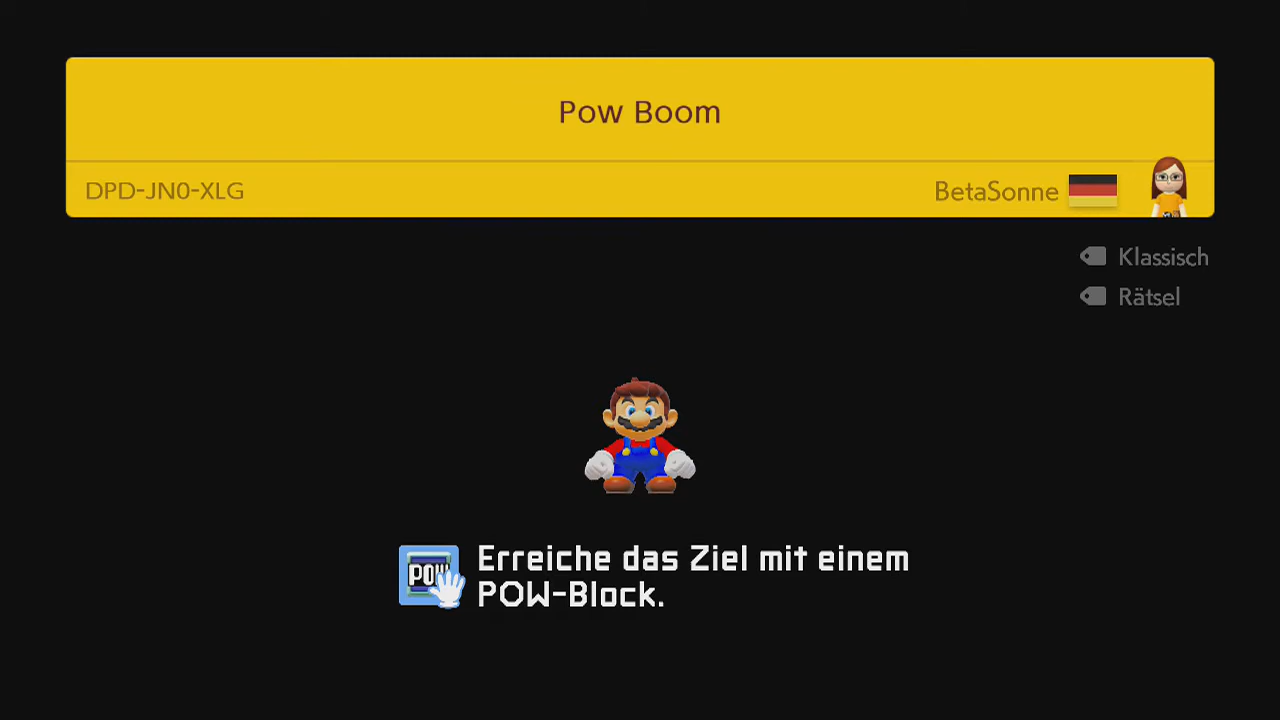 Pow Boom
DPD-JN0-XLG
BetaSonne
Klassisch
Rätsel
POW
Erreiche das Ziel mit einem
POW-Block.